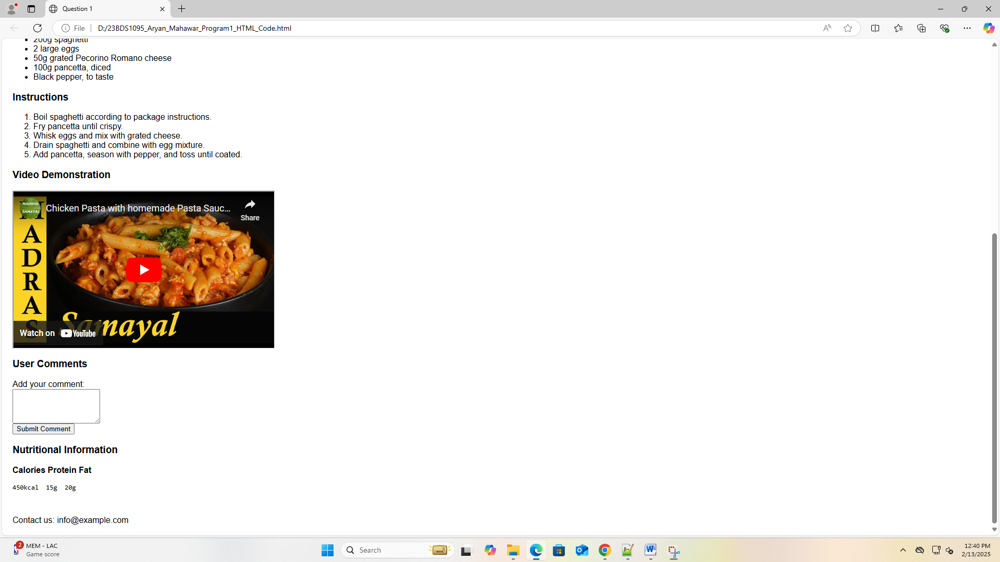 Question 1
File
D:/23BDS1095_Aryan_Mahawar_Program1_HTML_Code.html
200g spaghetti
2 large eggs
50g grated Pecorino Romano cheese
100g pancetta, diced
Black pepper, to taste
Instructions
1. Boil spaghetti according to package instructions.
2. Fry pancetta until crispy.
3. Whisk eggs and mix with grated cheese.
4. Drain spaghetti and combine with egg mixture.
5. Add pancetta, season with pepper, and toss until coated.
Video Demonstration
MADRAS
SAMAYAL
Chicken Pasta with homemade Pasta Sauc...
Share
MADRAS
Samayal
Watch on YouTube
User Comments
Add your comment:
Submit Comment
Nutritional Information
Calories Protein Fat
450kcal 15g 20g
Contact us: info@example.com
2
MEM - LAC
Game score
Search
12:40 PM
2/13/2025